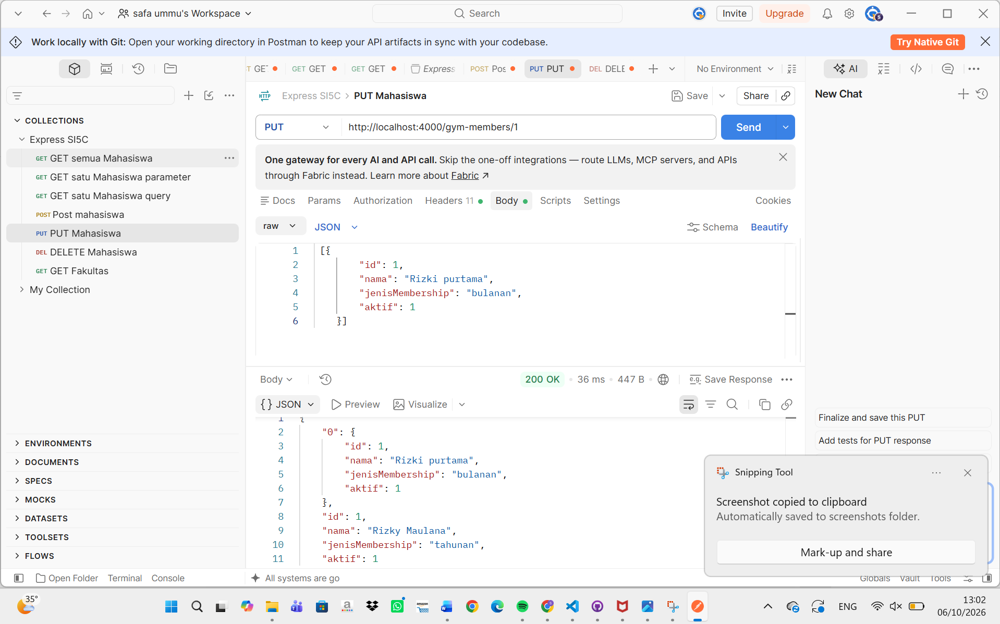 safa ummu's Workspace
Search
Invite
Upgrade
Work locally with Git: Open your working directory in Postman to keep your API artifacts in sync with your codebase.
Try Native Git
GET
GET GET
GET GET
Express
POST Pos
PUT PUT
DEL DELE
No Environment
AI
Express SI5C > PUT Mahasiswa
Save
Share
New Chat
COLLECTIONS
Express SI5C
GET GET semua Mahasiswa
GET GET satu Mahasiswa parameter
GET GET satu Mahasiswa query
POST Post mahasiswa
PUT PUT Mahasiswa
DEL DELETE Mahasiswa
GET GET Fakultas
My Collection
ENVIRONMENTS
DOCUMENTS
SPECS
MOCKS
DATASETS
TOOLSETS
FLOWS
HTTP
PUT
http://localhost:4000/gym-members/1
Send
One gateway for every AI and API call. Skip the one-off integrations — route LLMs, MCP servers, and APIs
through Fabric instead. Learn more about Fabric ↗
Docs
Params
Authorization
Headers 11
Body
Scripts
Settings
Cookies
raw
JSON
Schema
Beautify
1 [{
2 "id": 1,
3 "nama": "Rizki purtama",
4 "jenisMembership": "bulanan",
5 "aktif": 1
6 }]
Body
200 OK • 36 ms • 447 B
e.g. Save Response
{} JSON
Preview
Visualize
1 {
2 "0": {
3 "id": 1,
4 "nama": "Rizki purtama",
5 "jenisMembership": "bulanan",
6 "aktif": 1
7 },
8 "id": 1,
9 "nama": "Rizky Maulana",
10 "jenisMembership": "tahunan",
11 "aktif": 1
Finalize and save this PUT
Add tests for PUT response
Snipping Tool
Screenshot copied to clipboard
Automatically saved to screenshots folder.
Mark-up and share
Open Folder
Terminal
Console
All systems are go
Globals
Vault
Tools
35°
ENG
13:02
06/10/2026